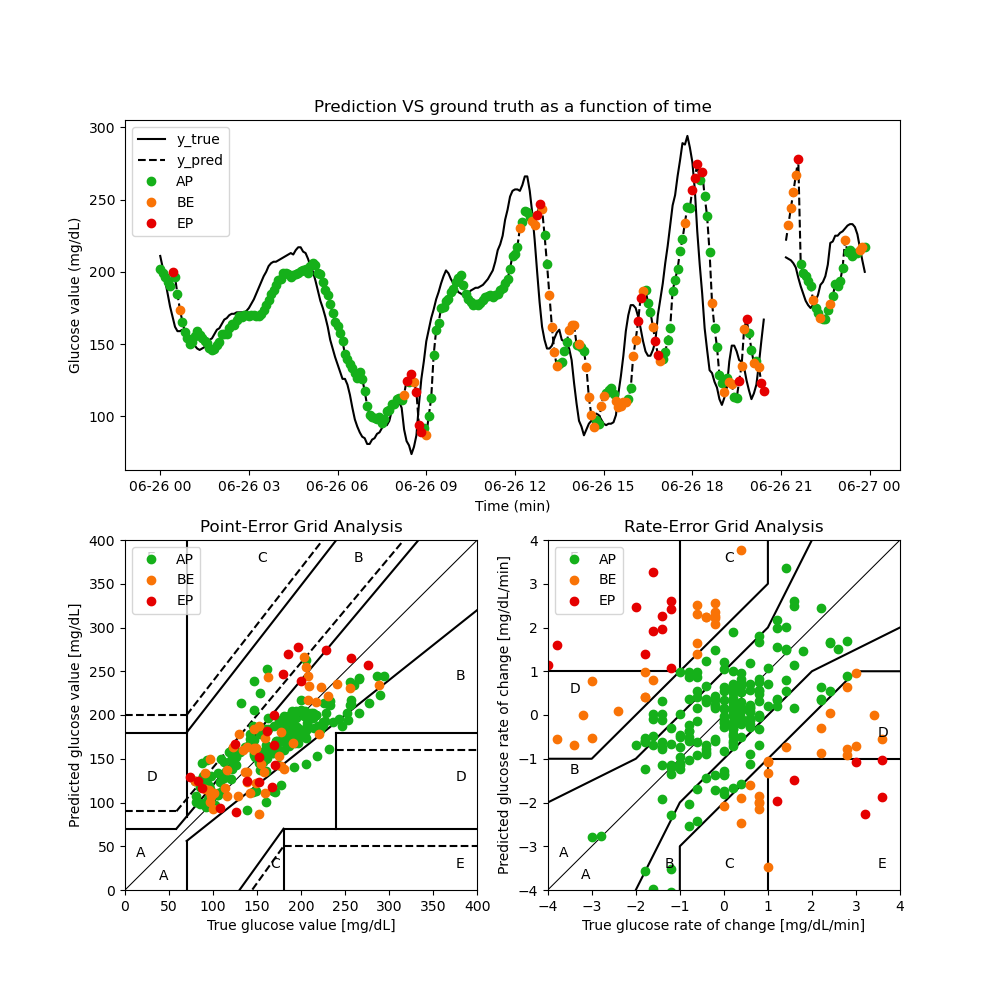 Prediction VS ground truth as a function of time
Glucose value (mg/dL)
300
250
200
150
100
y_true
y_pred
AP
BE
EP
06-26 00 06-26 03 06-26 06 06-26 09 06-26 12 06-26 15 06-26 18 06-26 21 06-27 00
Time (min)
Point-Error Grid Analysis
Predicted glucose value [mg/dL]
400
350
300
250
200
150
100
50
0
AP
BE
EP
C
B
B
D
D
A
A
C
E
0 50 100 150 200 250 300 350 400
True glucose value [mg/dL]
Rate-Error Grid Analysis
Predicted glucose rate of change [mg/dL/min]
4
3
2
1
0
−1
−2
−3
−4
AP
BE
EP
C
D
D
B
A
A
B
C
E
−4 −3 −2 −1 0 1 2 3 4
True glucose rate of change [mg/dL/min]